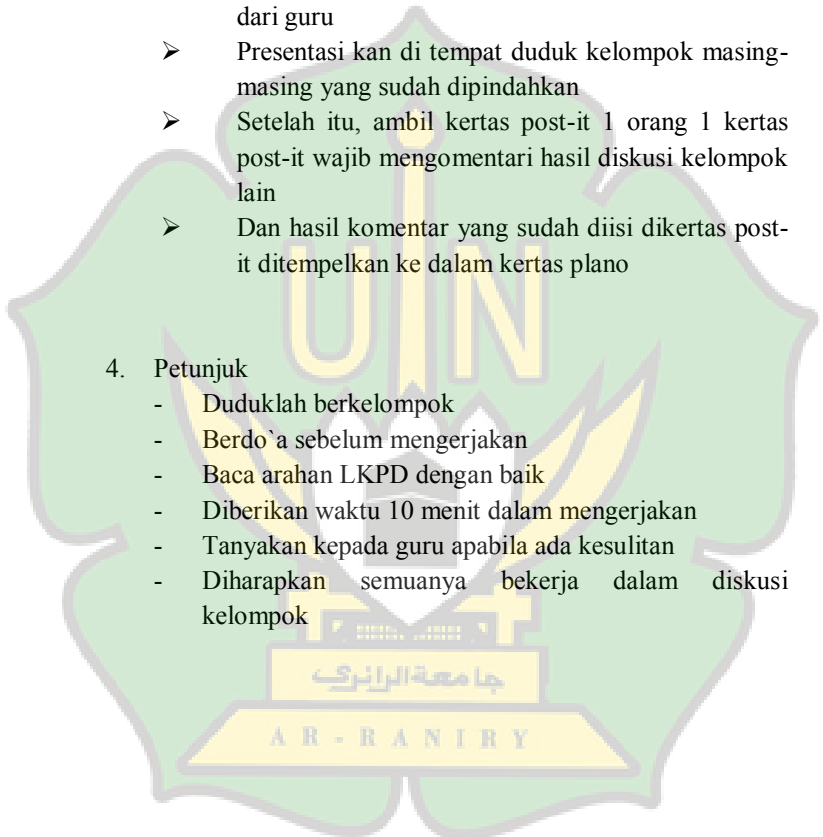 dari guru
➢ Presentasi kan di tempat duduk kelompok masing-
masing yang sudah dipindahkan
➢ Setelah itu, ambil kertas post-it 1 orang 1 kertas
post-it wajib mengomentari hasil diskusi kelompok
lain
➢ Dan hasil komentar yang sudah diisi dikertas post-
it ditempelkan ke dalam kertas plano
UIN
4. Petunjuk
- Duduklah berkelompok
- Berdo`a sebelum mengerjakan
- Baca arahan LKPD dengan baik
- Diberikan waktu 10 menit dalam mengerjakan
- Tanyakan kepada guru apabila ada kesulitan
- Diharapkan semuanya bekerja dalam diskusi
kelompok
جامعة الرانري
AR-RANIRY